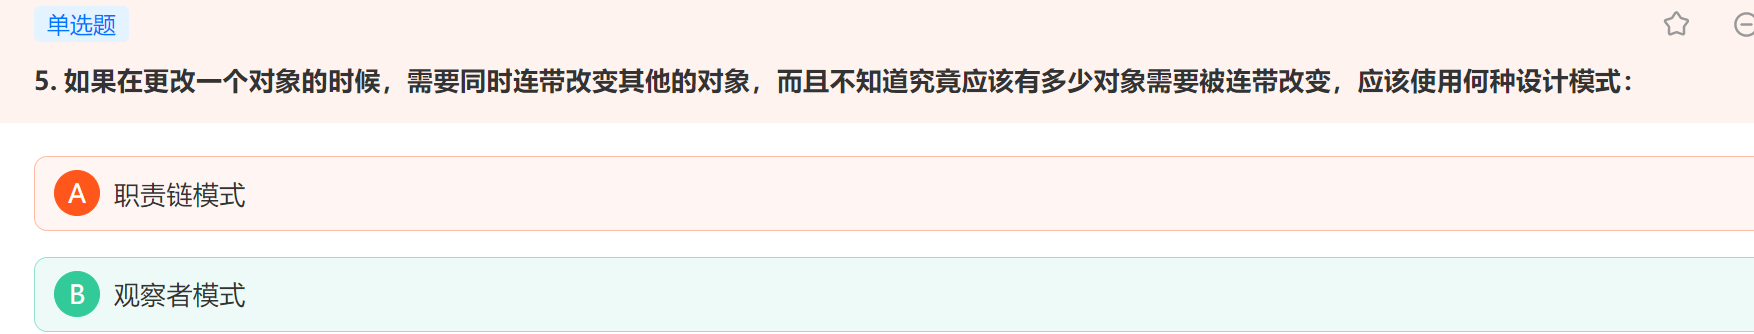 单选题
5. 如果在更改一个对象的时候，需要同时连带改变其他的对象，而且不知道究竟应该有多少对象需要被连带改变，应该使用何种设计模式：
A 职责链模式
B 观察者模式